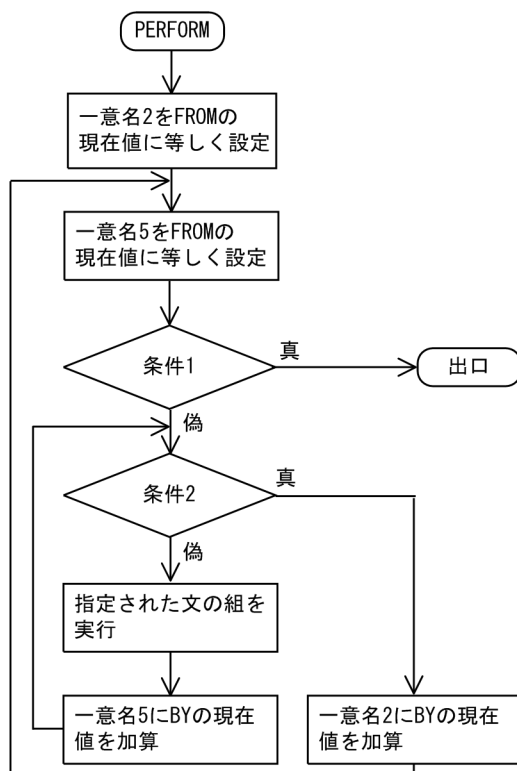 PERFORM
一意名2をFROMの
現在値に等しく設定
一意名5をFROMの
現在値に等しく設定
条件1
真
出口
偽
条件2
真
偽
指定された文の組を
実行
一意名5にBYの現在
値を加算
一意名2にBYの現在
値を加算